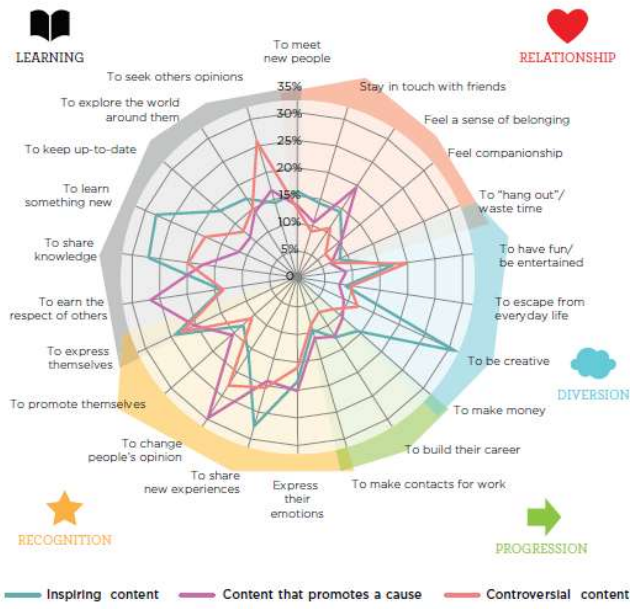 LEARNING
RELATIONSHIP
To meet
new people
To seek others opinions
Stay in touch with friends
To explore the world
around them
Feel a sense of belonging
To keep up-to-date
Feel companionship
To learn
something new
To "hang out"/
waste time
To share
knowledge
To have fun/
be entertained
To earn the
respect of others
To escape from
everyday life
To express
themselves
To be creative
DIVERSION
To promote themselves
To make money
To change
people's opinion
To build their career
To share
new experiences
Express
their
emotions
To make contacts for work
RECOGNITION
PROGRESSION
35%
30%
25%
20%
15%
10%
5%
0
Inspiring content
Content that promotes a cause
Controversial content